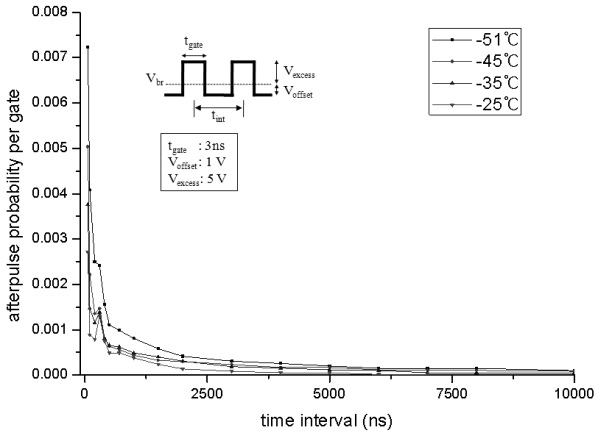 0.008
0.007
0.006
0.005
0.004
0.003
0.002
0.001
0.000
afterpulse probability per gate
0
2500
5000
7500
10000
time interval (ns)
tgate
Vbr
Vexcess
Voffset
tint
tgate : 3ns
Voffset : 1 V
Vexcess : 5 V
-51℃
-45℃
-35℃
-25℃